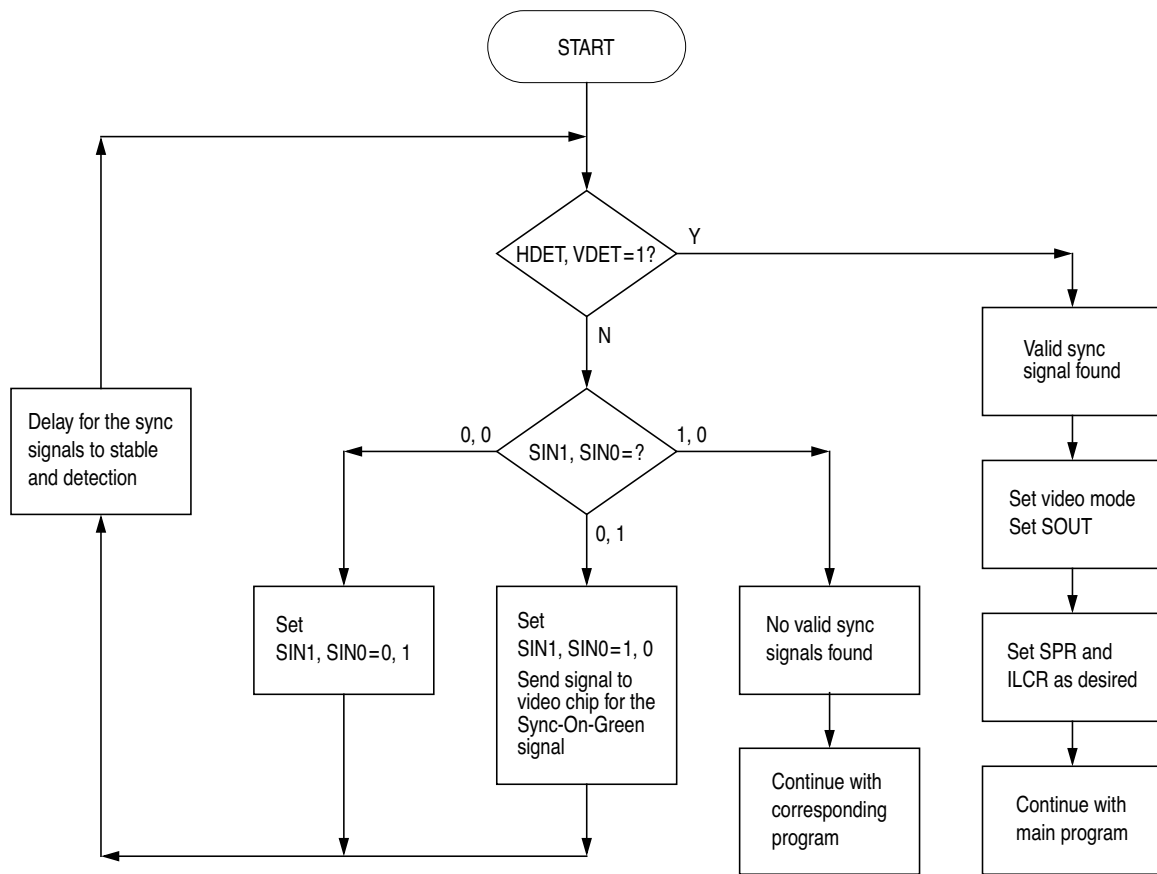 START
HDET, VDET=1?
Y
N
Valid sync
signal found
Delay for the sync
signals to stable
and detection
0, 0
SIN1, SIN0=?
1, 0
0, 1
Set video mode
Set SOUT
Set
SIN1, SIN0=0, 1
Set
SIN1, SIN0=1, 0
Send signal to
video chip for the
Sync-On-Green
signal
No valid sync
signals found
Set SPR and
ILCR as desired
Continue with
corresponding
program
Continue with
main program